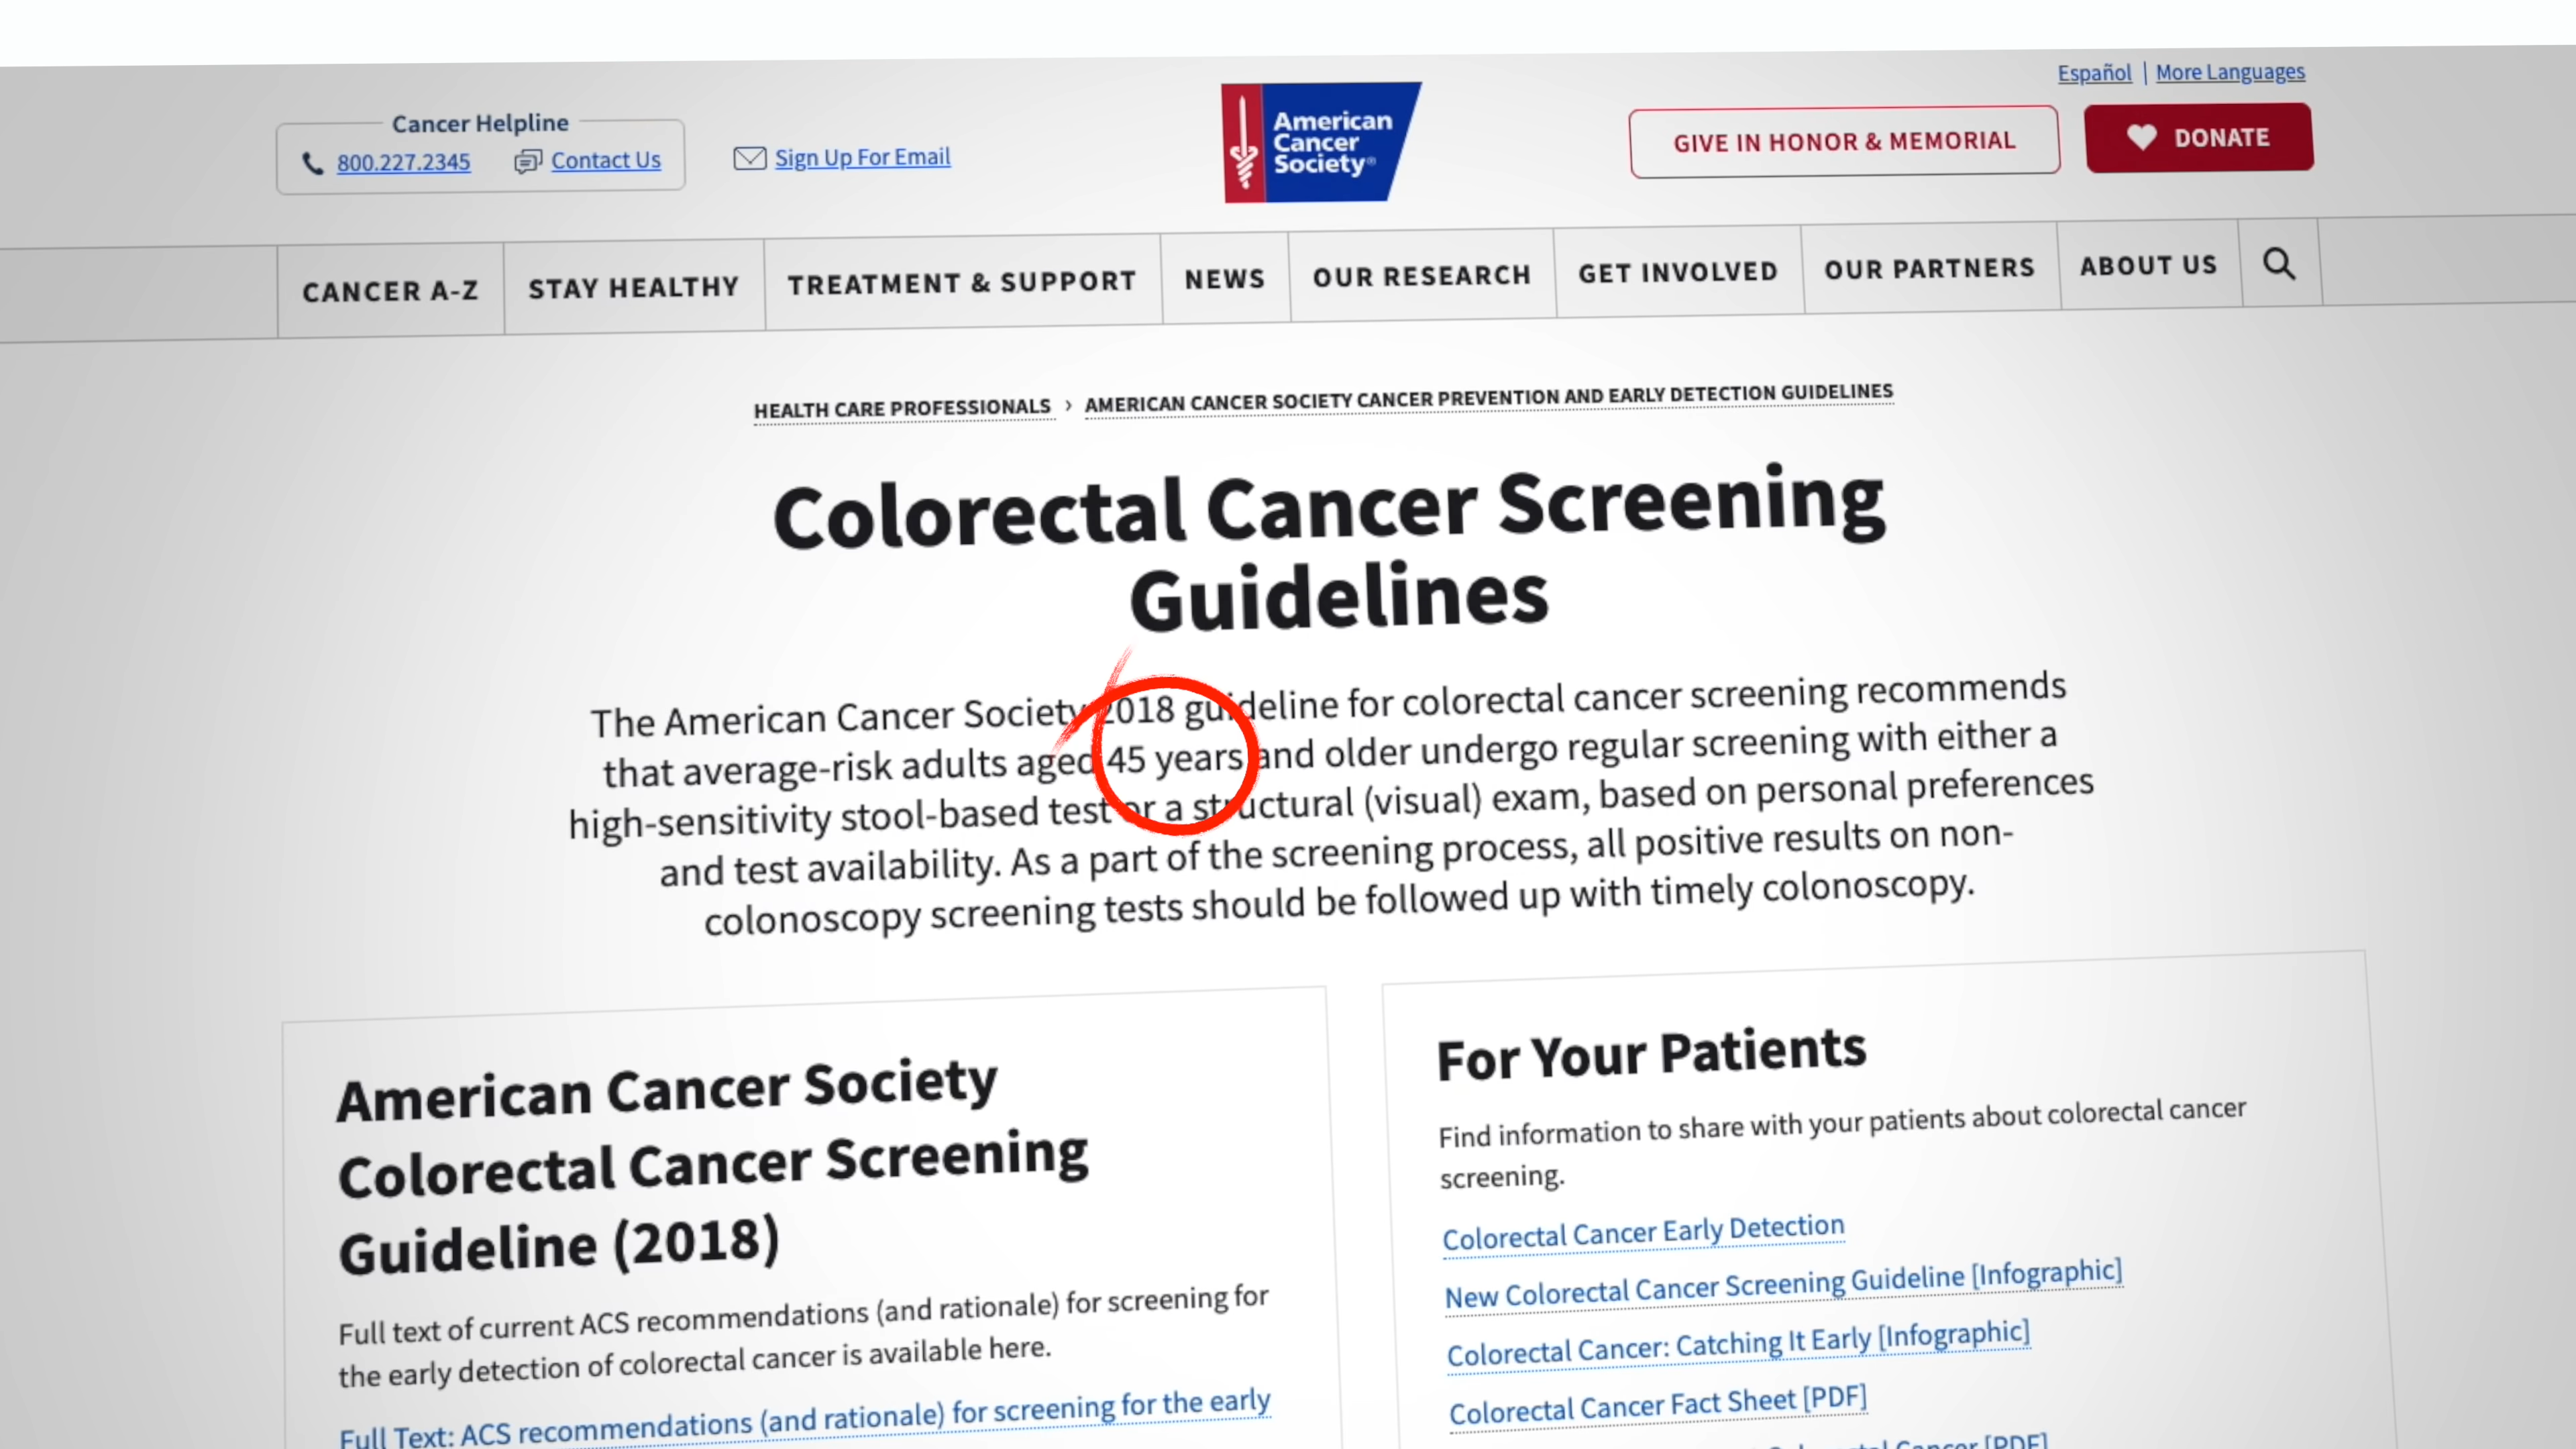 Español | More Languages
Cancer Helpline
800.227.2345 Contact Us
Sign Up For Email
American
Cancer
Society®
GIVE IN HONOR & MEMORIAL
DONATE
CANCER A-Z STAY HEALTHY TREATMENT & SUPPORT NEWS OUR RESEARCH GET INVOLVED OUR PARTNERS ABOUT US
HEALTH CARE PROFESSIONALS › AMERICAN CANCER SOCIETY CANCER PREVENTION AND EARLY DETECTION GUIDELINES
Colorectal Cancer Screening
Guidelines
The American Cancer Society 2018 guideline for colorectal cancer screening recommends
that average-risk adults aged 45 years and older undergo regular screening with either a
high-sensitivity stool-based test or a structural (visual) exam, based on personal preferences
and test availability. As a part of the screening process, all positive results on non-
colonoscopy screening tests should be followed up with timely colonoscopy.
American Cancer Society
Colorectal Cancer Screening
Guideline (2018)
Full text of current ACS recommendations (and rationale) for screening for
the early detection of colorectal cancer is available here.
Full Text: ACS recommendations (and rationale) for screening for the early
For Your Patients
Find information to share with your patients about colorectal cancer
screening.
Colorectal Cancer Early Detection
New Colorectal Cancer Screening Guideline [Infographic]
Colorectal Cancer: Catching It Early [Infographic]
Colorectal Cancer Fact Sheet [PDF]
Cancer [PDF]